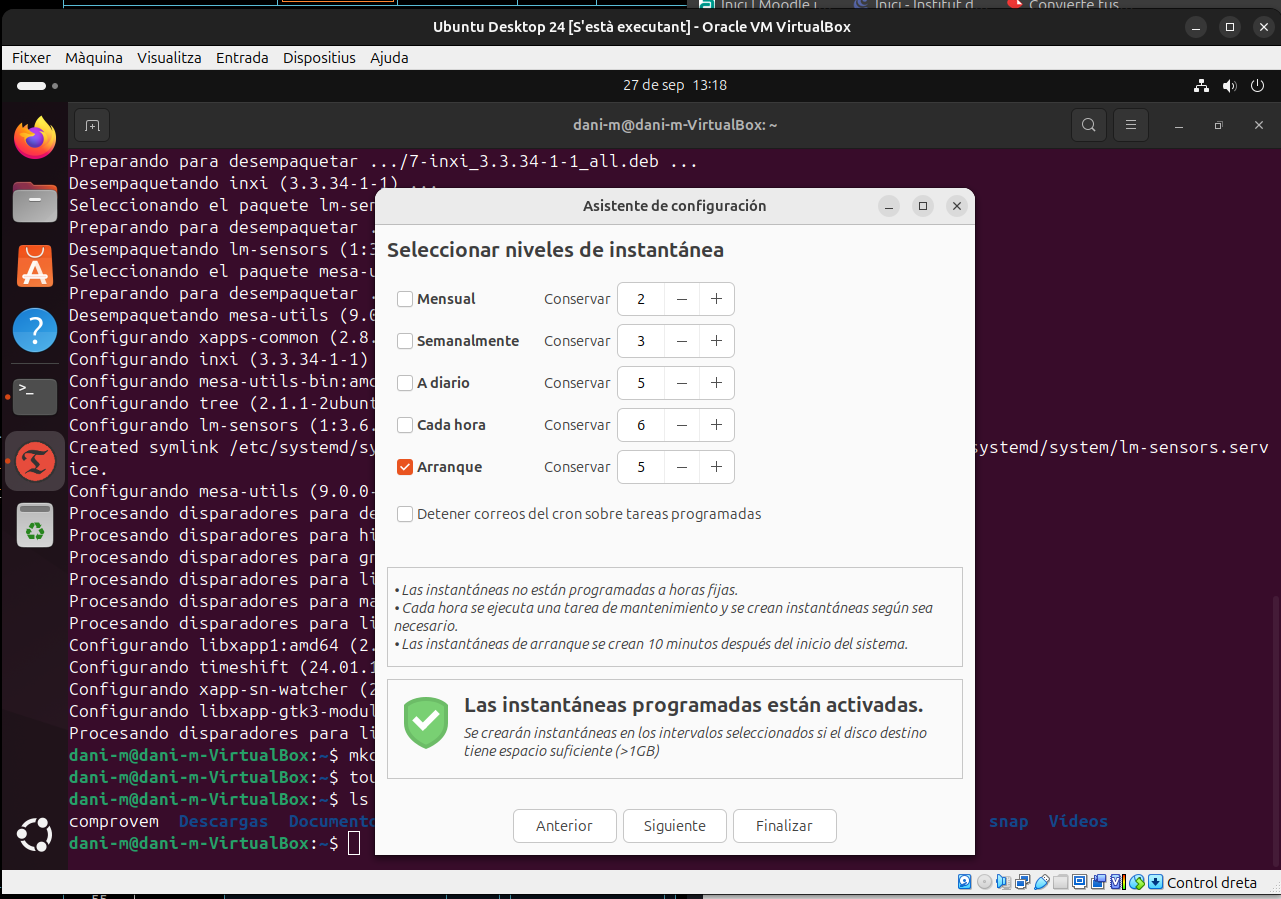 Inici | Moodle i
Inici - Institut d
Convierte tus
Ubuntu Desktop 24 [S'està executant] - Oracle VM VirtualBox
Fitxer Màquina Visualitza Entrada Dispositius Ajuda
27 de sep 13:18
dani-m@dani-m-VirtualBox: ~
Preparando para desempaquetar .../7-inxi_3.3.34-1-1_all.deb ...
Desempaquetando inxi (3.3.34-1-1) ...
Seleccionando el paquete lm-sen
Preparando para desempaquetar .
Desempaquetando lm-sensors (1:3
Seleccionando el paquete mesa-u
Preparando para desempaquetar .
Desempaquetando mesa-utils (9.0
Configurando xapps-common (2.8.
Configurando inxi (3.3.34-1-1)
Configurando mesa-utils-bin:amd
Configurando tree (2.1.1-2ubunt
Configurando lm-sensors (1:3.6.
Created symlink /etc/systemd/sy systemd/system/lm-sensors.serv
ice.
Configurando mesa-utils (9.0.0-
Procesando disparadores para de
Procesando disparadores para hi
Procesando disparadores para gn
Procesando disparadores para li
Procesando disparadores para ma
Procesando disparadores para li
Configurando libxapp1:amd64 (2.
Configurando timeshift (24.01.1
Configurando xapp-sn-watcher (2
Configurando libxapp-gtk3-modul
Procesando disparadores para li
dani-m@dani-m-VirtualBox:~$ mkd
dani-m@dani-m-VirtualBox:~$ tou
dani-m@dani-m-VirtualBox:~$ ls
comprovem Descargas Documento snap Vídeos
dani-m@dani-m-VirtualBox:~$
Asistente de configuración
Seleccionar niveles de instantánea
Mensual Conservar 2 − +
Semanalmente Conservar 3 − +
A diario Conservar 5 − +
Cada hora Conservar 6 − +
Arranque Conservar 5 − +
Detener correos del cron sobre tareas programadas
• Las instantáneas no están programadas a horas fijas.
• Cada hora se ejecuta una tarea de mantenimiento y se crean instantáneas según sea
necesario.
• Las instantáneas de arranque se crean 10 minutos después del inicio del sistema.
Las instantáneas programadas están activadas.
Se crearán instantáneas en los intervalos seleccionados si el disco destino
tiene espacio suficiente (>1GB)
Anterior Siguiente Finalizar
Control dreta
55